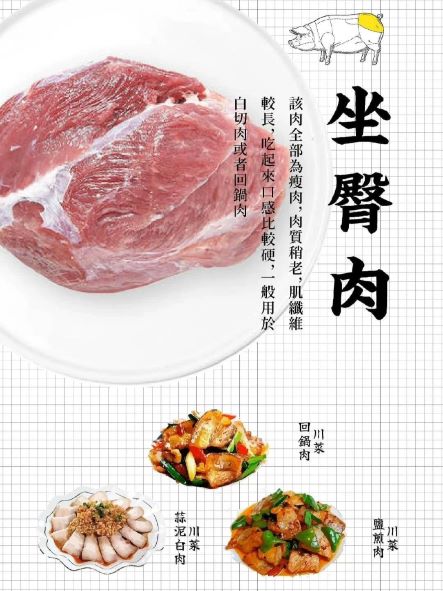 坐臀肉
該肉全部為瘦肉，肉質稍老，肌纖維
較長，吃起來口感比較硬，一般用於
白切肉或者回鍋肉
川菜
回鍋肉
川菜
蒜泥白肉
川菜
鹽煎肉